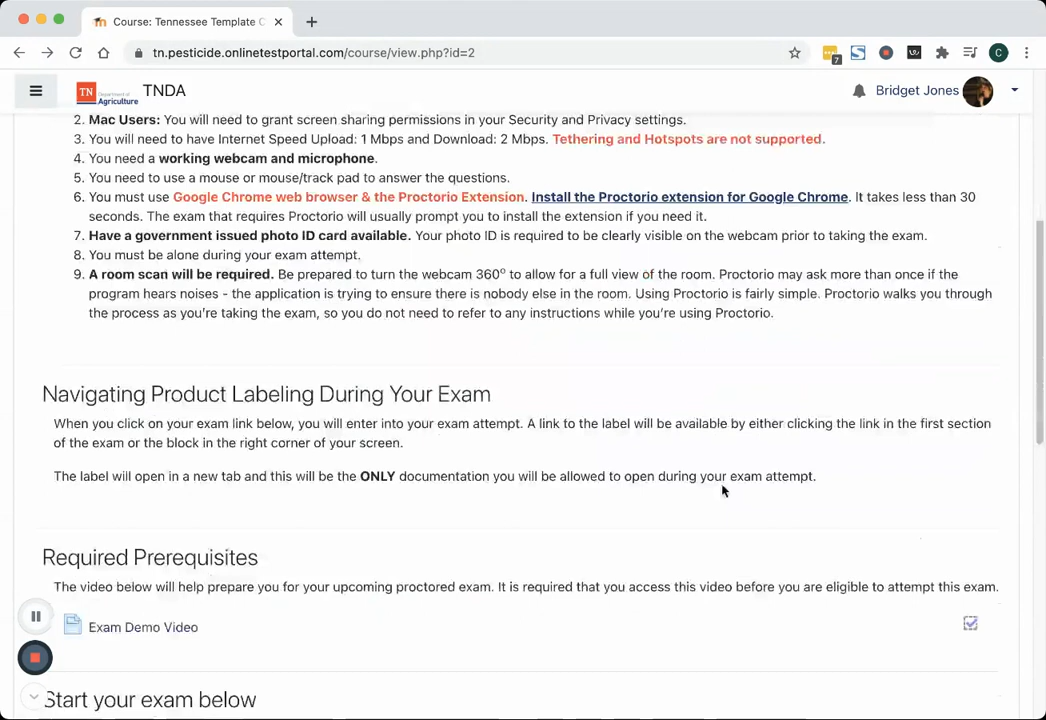 Course: Tennessee Template C
tn.pesticide.onlinetestportal.com/course/view.php?id=2
7
C
TN Department of Agriculture
TNDA
Bridget Jones
2. Mac Users: You will need to grant screen sharing permissions in your Security and Privacy settings.
3. You will need to have Internet Speed Upload: 1 Mbps and Download: 2 Mbps. Tethering and Hotspots are not supported.
4. You need a working webcam and microphone.
5. You need to use a mouse or mouse/track pad to answer the questions.
6. You must use Google Chrome web browser & the Proctorio Extension. Install the Proctorio extension for Google Chrome. It takes less than 30
seconds. The exam that requires Proctorio will usually prompt you to install the extension if you need it.
7. Have a government issued photo ID card available. Your photo ID is required to be clearly visible on the webcam prior to taking the exam.
8. You must be alone during your exam attempt.
9. A room scan will be required. Be prepared to turn the webcam 360° to allow for a full view of the room. Proctorio may ask more than once if the
program hears noises - the application is trying to ensure there is nobody else in the room. Using Proctorio is fairly simple. Proctorio walks you through
the process as you're taking the exam, so you do not need to refer to any instructions while you're using Proctorio.
Navigating Product Labeling During Your Exam
When you click on your exam link below, you will enter into your exam attempt. A link to the label will be available by either clicking the link in the first section
of the exam or the block in the right corner of your screen.
The label will open in a new tab and this will be the ONLY documentation you will be allowed to open during your exam attempt.
Required Prerequisites
The video below will help prepare you for your upcoming proctored exam. It is required that you access this video before you are eligible to attempt this exam.
Exam Demo Video
Start your exam below